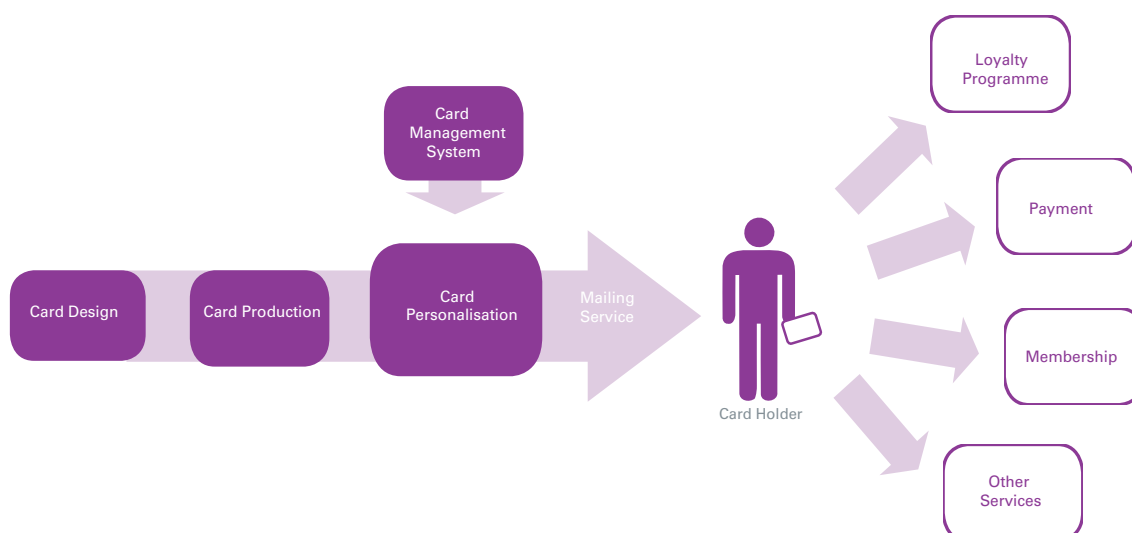 Card Design
Card Production
Card
Management
System
Card
Personalisation
Mailing
Service
Card Holder
Loyalty
Programme
Payment
Membership
Other
Services